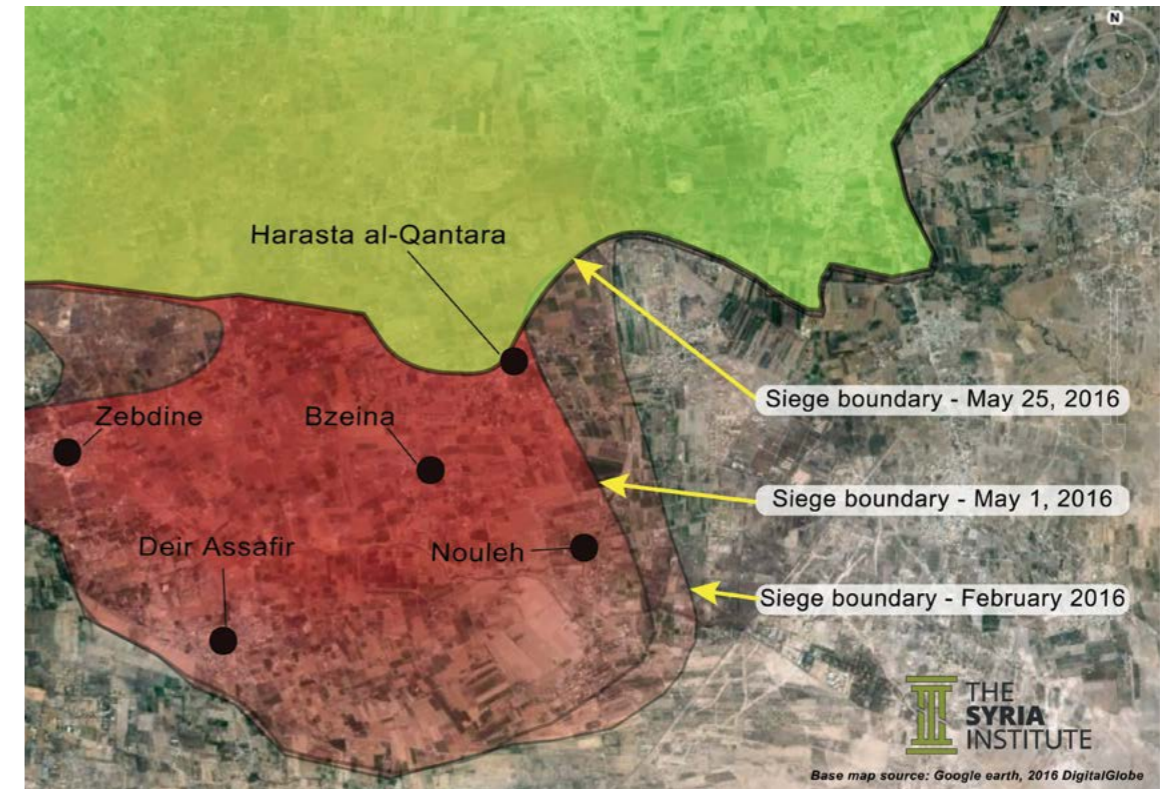 N
Harasta al-Qantara
Siege boundary - May 25, 2016
Zebdine
Bzeina
Siege boundary - May 1, 2016
Deir Assafir
Nouleh
Siege boundary - February 2016
THE
SYRIA
INSTITUTE
Base map source: Google earth, 2016 DigitalGlobe